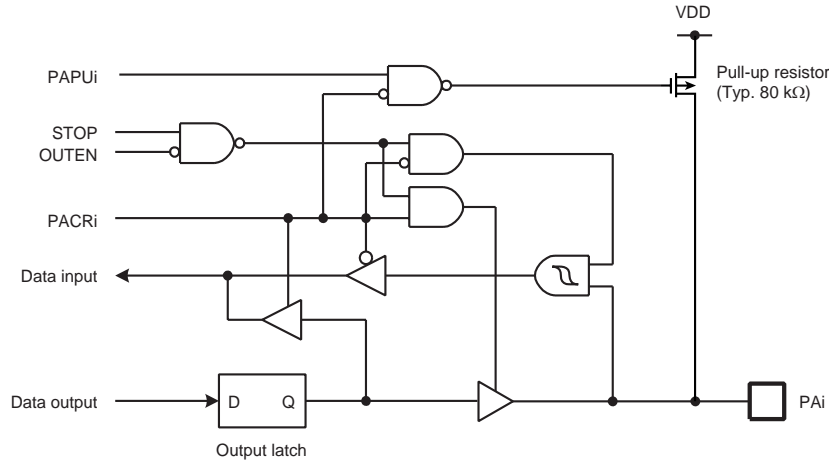 VDD
PAPUi
Pull-up resistor
(Typ. 80 kΩ)
STOP
OUTEN
PACRi
Data input
Data output
D
Q
PAi
Output latch